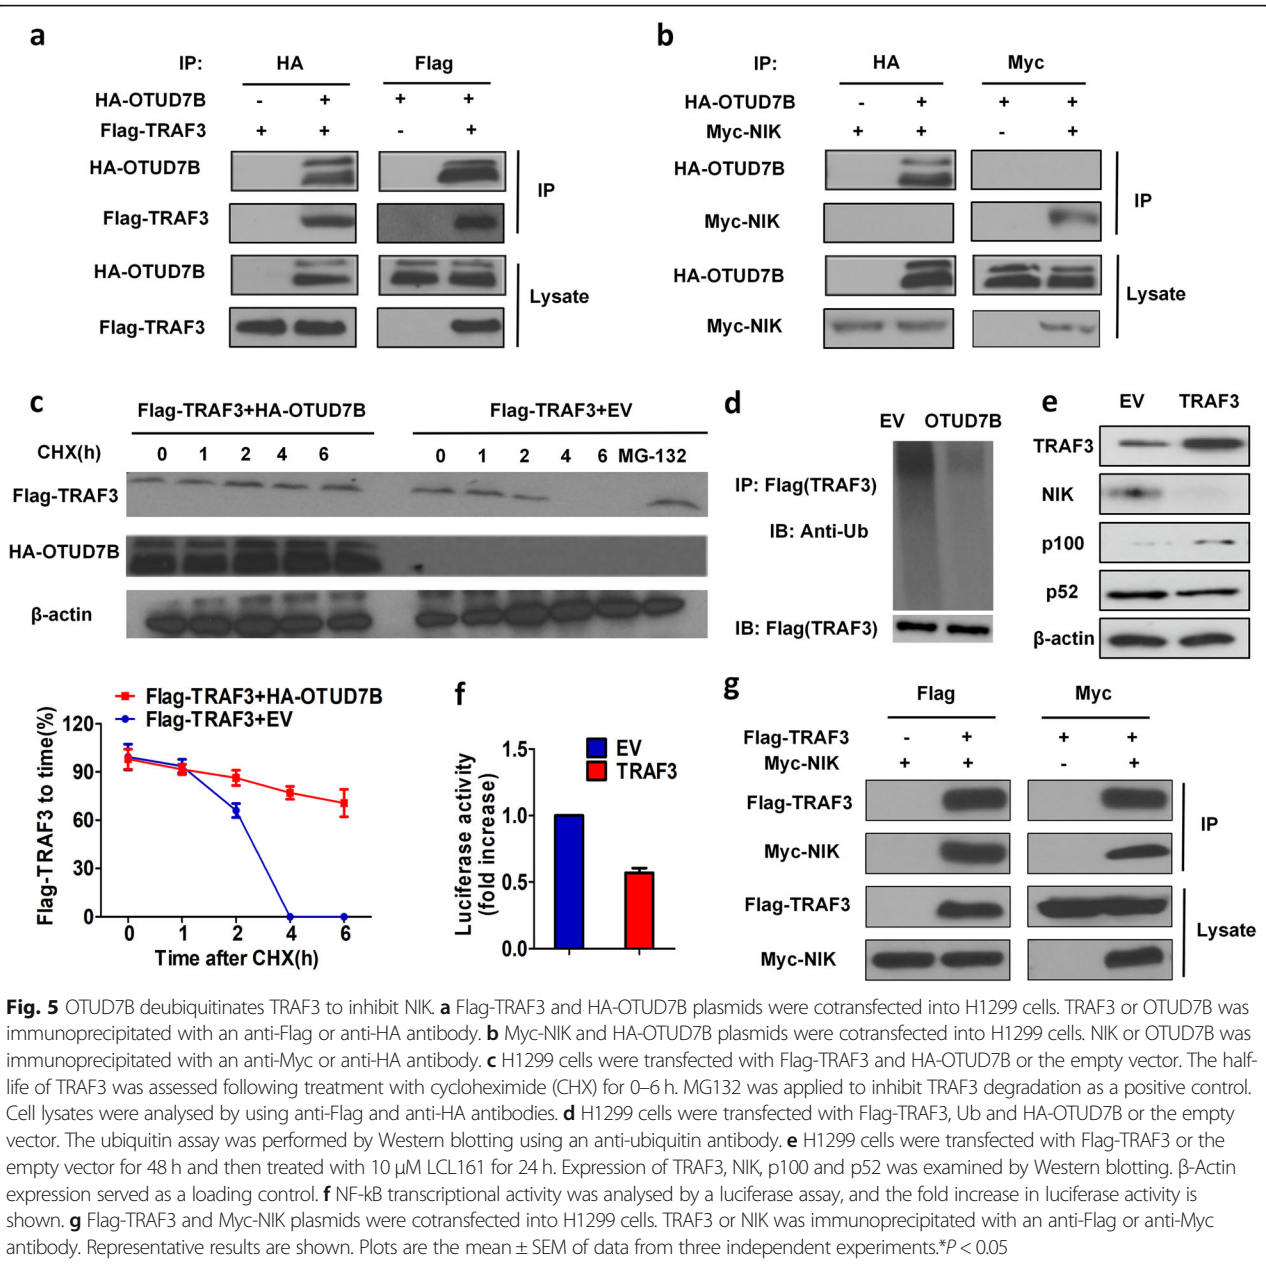 a
IP: HA Flag
HA-OTUD7B - + + +
Flag-TRAF3 + + - +
HA-OTUD7B
Flag-TRAF3
IP
HA-OTUD7B
Flag-TRAF3
Lysate
b
IP: HA Myc
HA-OTUD7B - + + +
Myc-NIK + + - +
HA-OTUD7B
Myc-NIK
IP
HA-OTUD7B
Myc-NIK
Lysate
c
Flag-TRAF3+HA-OTUD7B Flag-TRAF3+EV
CHX(h) 0 1 2 4 6 0 1 2 4 6 MG-132
Flag-TRAF3
HA-OTUD7B
β-actin
Flag-TRAF3+HA-OTUD7B
Flag-TRAF3+EV
Flag-TRAF3 to time(%)
120
90
60
30
0
0 1 2 4 6
Time after CHX(h)
d
EV OTUD7B
IP: Flag(TRAF3)
IB: Anti-Ub
IB: Flag(TRAF3)
e
EV TRAF3
TRAF3
NIK
p100
p52
β-actin
f
EV
TRAF3
Luciferase activity
(fold increase)
1.5
1.0
0.5
0.0
g
Flag Myc
Flag-TRAF3 - + + +
Myc-NIK + + - +
Flag-TRAF3
Myc-NIK
IP
Flag-TRAF3
Myc-NIK
Lysate
Fig. 5 OTUD7B deubiquitinates TRAF3 to inhibit NIK. a Flag-TRAF3 and HA-OTUD7B plasmids were cotransfected into H1299 cells. TRAF3 or OTUD7B was
immunoprecipitated with an anti-Flag or anti-HA antibody. b Myc-NIK and HA-OTUD7B plasmids were cotransfected into H1299 cells. NIK or OTUD7B was
immunoprecipitated with an anti-Myc or anti-HA antibody. c H1299 cells were transfected with Flag-TRAF3 and HA-OTUD7B or the empty vector. The half-
life of TRAF3 was assessed following treatment with cycloheximide (CHX) for 0–6 h. MG132 was applied to inhibit TRAF3 degradation as a positive control.
Cell lysates were analysed by using anti-Flag and anti-HA antibodies. d H1299 cells were transfected with Flag-TRAF3, Ub and HA-OTUD7B or the empty
vector. The ubiquitin assay was performed by Western blotting using an anti-ubiquitin antibody. e H1299 cells were transfected with Flag-TRAF3 or the
empty vector for 48 h and then treated with 10 μM LCL161 for 24 h. Expression of TRAF3, NIK, p100 and p52 was examined by Western blotting. β-Actin
expression served as a loading control. f NF-kB transcriptional activity was analysed by a luciferase assay, and the fold increase in luciferase activity is
shown. g Flag-TRAF3 and Myc-NIK plasmids were cotransfected into H1299 cells. TRAF3 or NIK was immunoprecipitated with an anti-Flag or anti-Myc
antibody. Representative results are shown. Plots are the mean ± SEM of data from three independent experiments.*P < 0.05